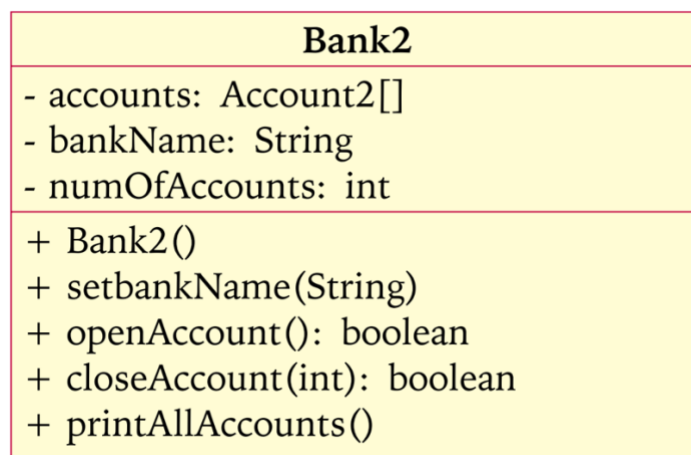 Bank2
- accounts: Account2[]
- bankName: String
- numOfAccounts: int
+ Bank2()
+ setbankName(String)
+ openAccount(): boolean
+ closeAccount(int): boolean
+ printAllAccounts()